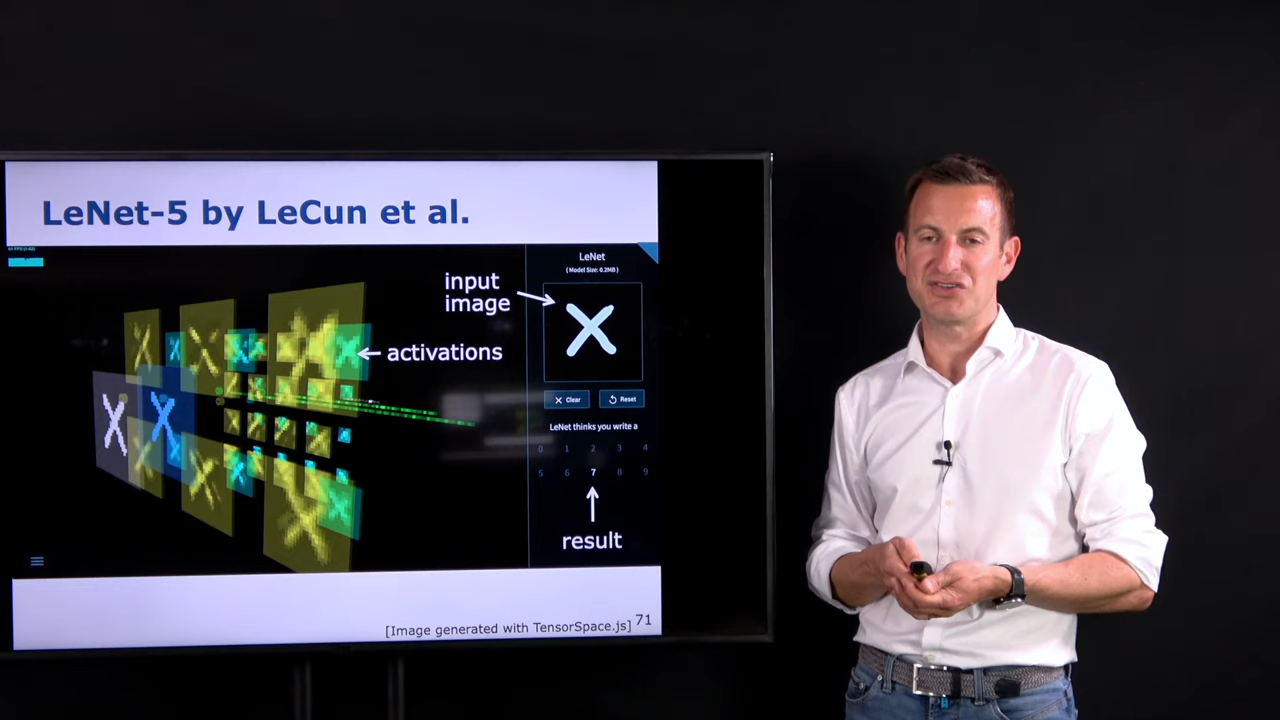 LeNet-5 by LeCun et al.
LeNet
( Model Size: 0.2MB )
input
image
activations
Clear
Reset
LeNet thinks you write a
0 1 2 3 4
5 6 7 8 9
result
[Image generated with TensorSpace.js] 71